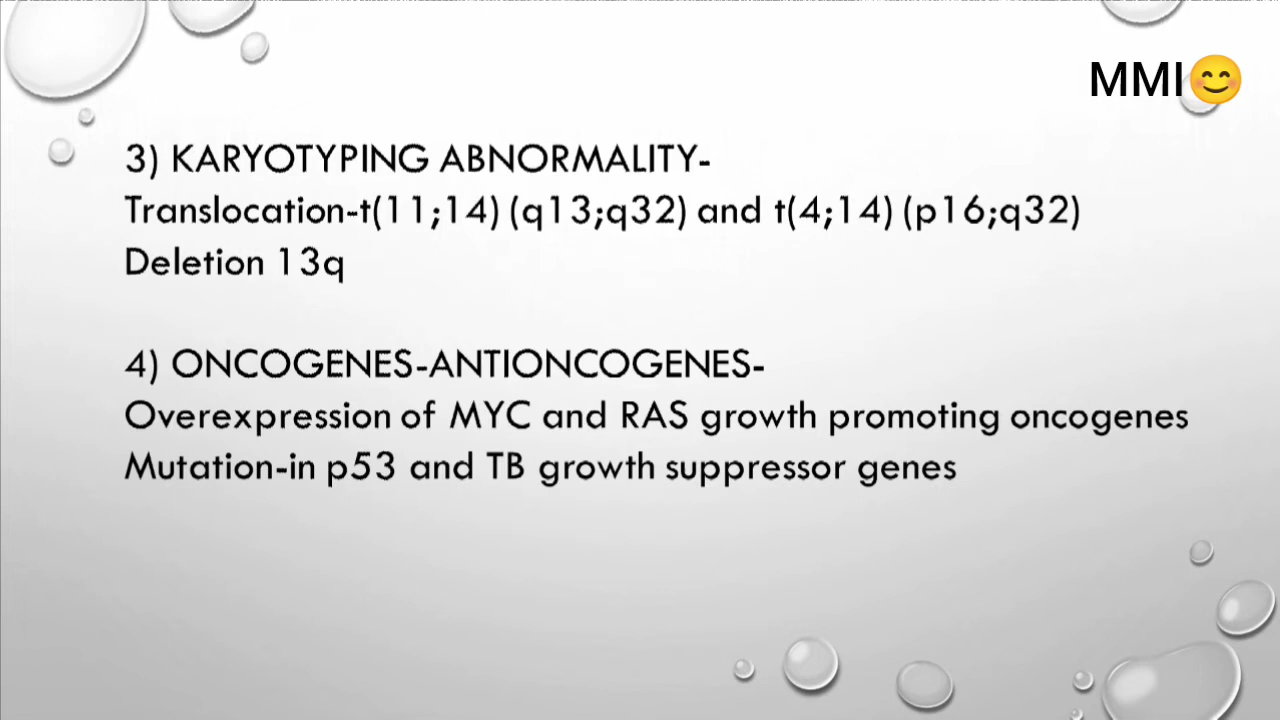 MMI😊
3) KARYOTYPING ABNORMALITY-
Translocation-t(11;14) (q13;q32) and t(4;14) (p16;q32)
Deletion 13q
4) ONCOGENES-ANTIONCOGENES-
Overexpression of MYC and RAS growth promoting oncogenes
Mutation-in p53 and TB growth suppressor genes